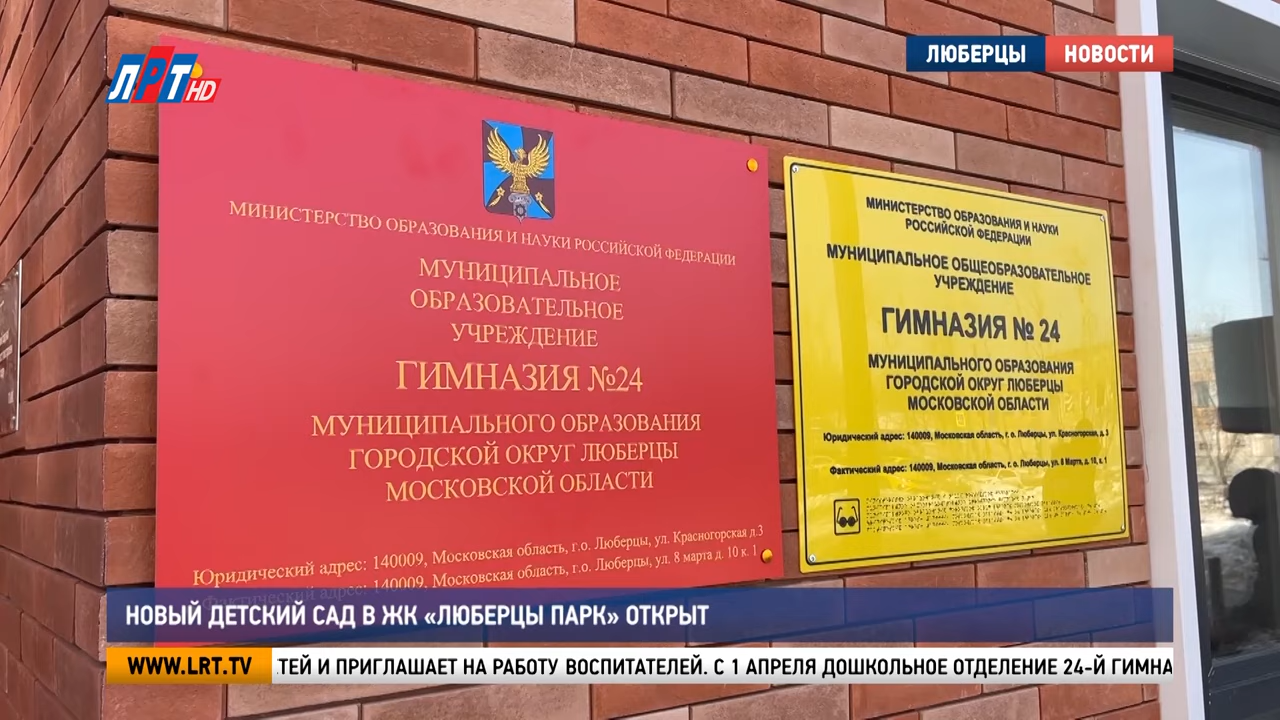 ЛРТ HD
ЛЮБЕРЦЫ НОВОСТИ
МИНИСТЕРСТВО ОБРАЗОВАНИЯ И НАУКИ РОССИЙСКОЙ ФЕДЕРАЦИИ
МУНИЦИПАЛЬНОЕ
ОБРАЗОВАТЕЛЬНОЕ
УЧРЕЖДЕНИЕ
ГИМНАЗИЯ №24
МУНИЦИПАЛЬНОГО ОБРАЗОВАНИЯ
ГОРОДСКОЙ ОКРУГ ЛЮБЕРЦЫ
МОСКОВСКОЙ ОБЛАСТИ
Юридический адрес: 140009, Московская область, г.о. Люберцы, ул. Красногорская д.3
Фактический адрес: 140009, Московская область, г.о. Люберцы, ул. 8 марта д. 10 к. 1
МИНИСТЕРСТВО ОБРАЗОВАНИЯ И НАУКИ
РОССИЙСКОЙ ФЕДЕРАЦИИ
МУНИЦИПАЛЬНОЕ ОБЩЕОБРАЗОВАТЕЛЬНОЕ
УЧРЕЖДЕНИЕ
ГИМНАЗИЯ № 24
МУНИЦИПАЛЬНОГО ОБРАЗОВАНИЯ
ГОРОДСКОЙ ОКРУГ ЛЮБЕРЦЫ
МОСКОВСКОЙ ОБЛАСТИ
Юридический адрес: 140009, Московская область, г. о. Люберцы, ул. Красногорская, д. 3
Фактический адрес: 140009, Московская область, г. о. Люберцы, ул. 8 Марта, д. 10, к. 1
НОВЫЙ ДЕТСКИЙ САД В ЖК «ЛЮБЕРЦЫ ПАРК» ОТКРЫТ
WWW.LRT.TV ТЕЙ И ПРИГЛАШАЕТ НА РАБОТУ ВОСПИТАТЕЛЕЙ. С 1 АПРЕЛЯ ДОШКОЛЬНОЕ ОТДЕЛЕНИЕ 24-Й ГИМНА